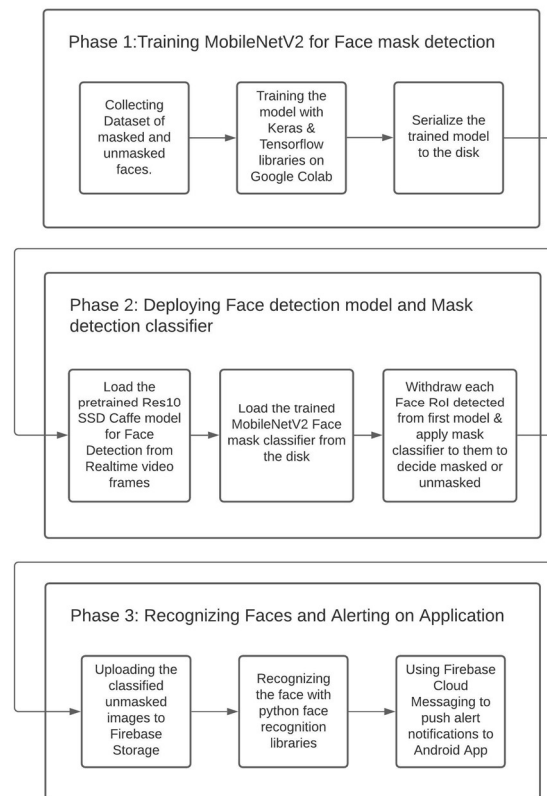 Phase 1:Training MobileNetV2 for Face mask detection
Collecting
Dataset of
masked and
unmasked
faces.
Training the
model with
Keras &
Tensorflow
libraries on
Google Colab
Serialize the
trained model
to the disk
Phase 2: Deploying Face detection model and Mask
detection classifier
Load the
pretrained Res10
SSD Caffe model
for Face
Detection from
Realtime video
frames
Load the trained
MobileNetV2 Face
mask classifier from
the disk
Withdraw each
Face RoI detected
from first model &
apply mask
classifier to them to
decide masked or
unmasked
Phase 3: Recognizing Faces and Alerting on Application
Uploading the
classified
unmasked
images to
Firebase
Storage
Recognizing
the face with
python face
recognition
libraries
Using Firebase
Cloud
Messaging to
push alert
notifications to
Android App